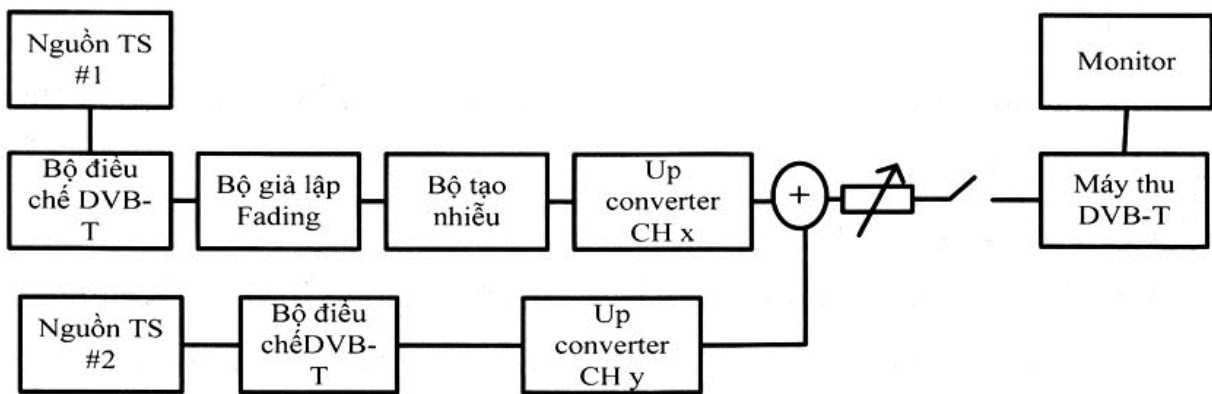 Nguồn TS
#1
Monitor
Bộ điều
chế DVB-
T
Bộ giả lập
Fading
Bộ tạo
nhiễu
Up
converter
CH x
+
Máy thu
DVB-T
Nguồn TS
#2
Bộ điều
chếDVB-
T
Up
converter
CH y